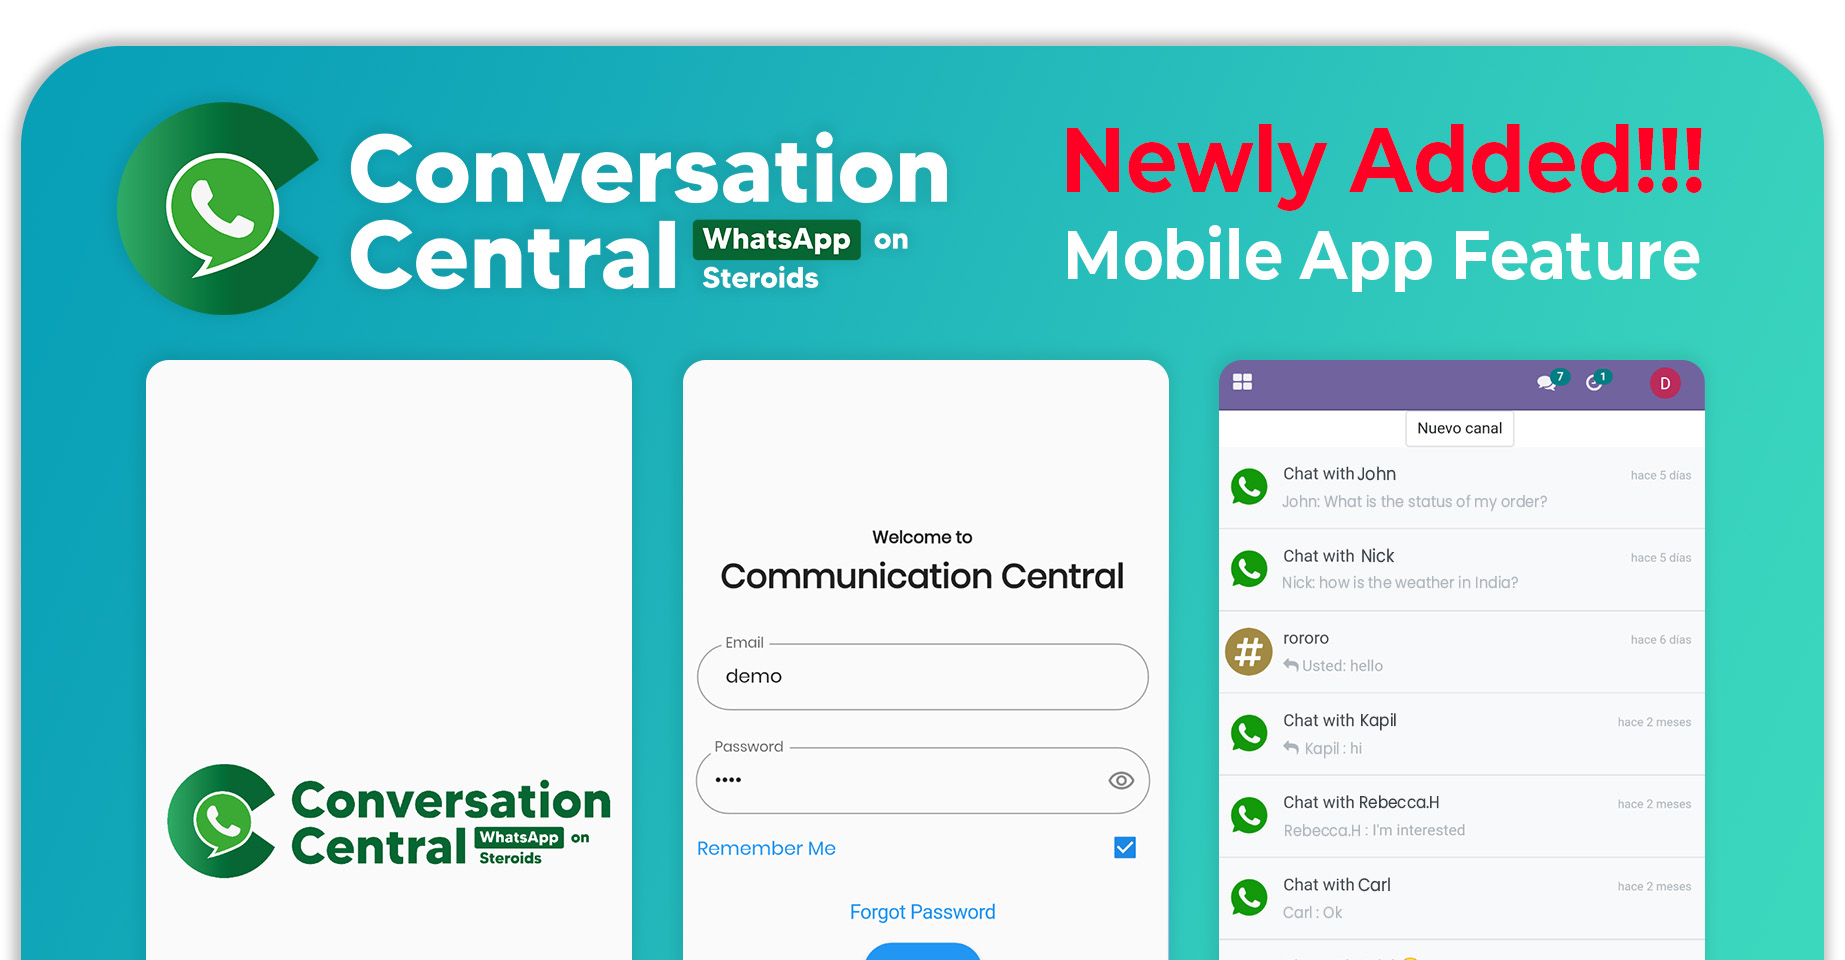 Conversation
Central WhatsApp on
Steroids
Newly Added!!!
Mobile App Feature
Conversation
Central WhatsApp on
Steroids
Welcome to
Communication Central
Email
demo
Password
••••
Remember Me
Forgot Password
7
1
D
Nuevo canal
Chat with John
hace 5 días
John: What is the status of my order?
Chat with Nick
hace 5 días
Nick: how is the weather in India?
#
rororo
hace 6 días
Usted: hello
Chat with Kapil
hace 2 meses
Kapil : hi
Chat with Rebecca.H
hace 2 meses
Rebecca.H : I'm interested
Chat with Carl
hace 2 meses
Carl : Ok